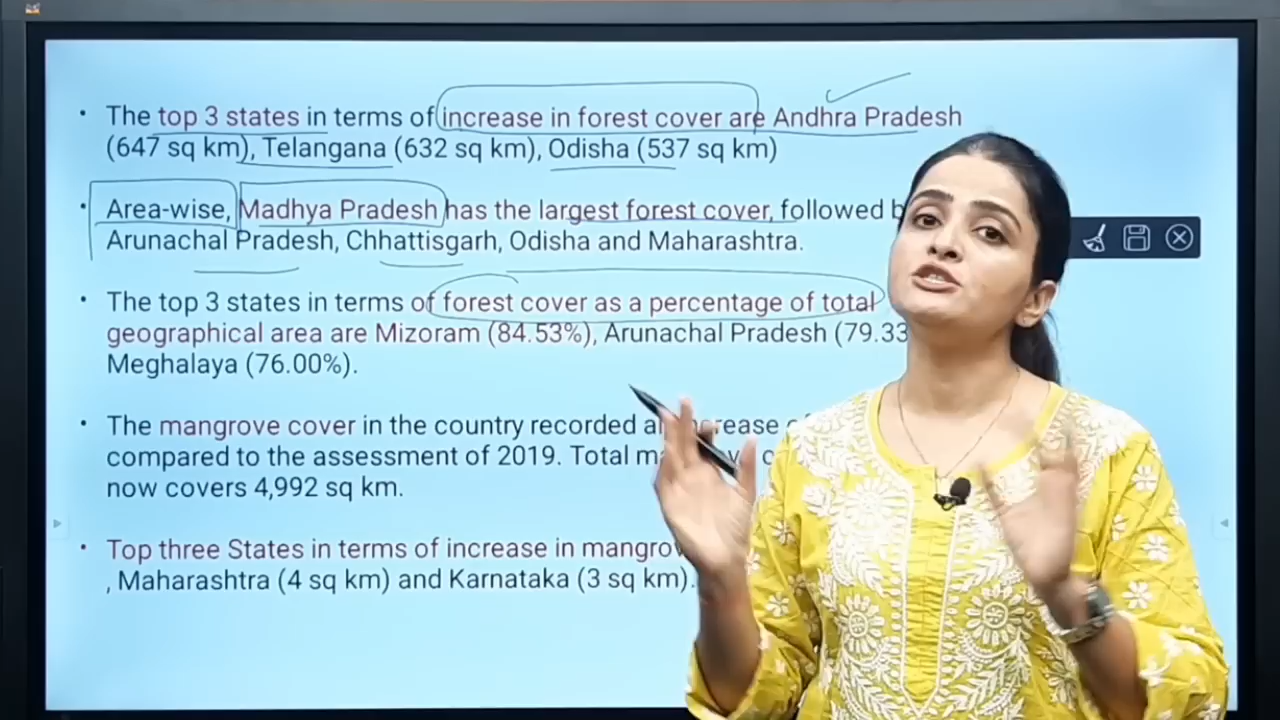 • The top 3 states in terms of increase in forest cover are Andhra Pradesh
(647 sq km), Telangana (632 sq km), Odisha (537 sq km)
• Area-wise, Madhya Pradesh has the largest forest cover, followed
Arunachal Pradesh, Chhattisgarh, Odisha and Maharashtra.
• The top 3 states in terms of forest cover as a percentage of total
geographical area are Mizoram (84.53%), Arunachal Pradesh (79.33
Meghalaya (76.00%).
• The mangrove cover in the country recorded
compared to the assessment of 2019. Total
now covers 4,992 sq km.
• Top three States in terms of increase in
, Maharashtra (4 sq km) and Karnataka (3 sq km).